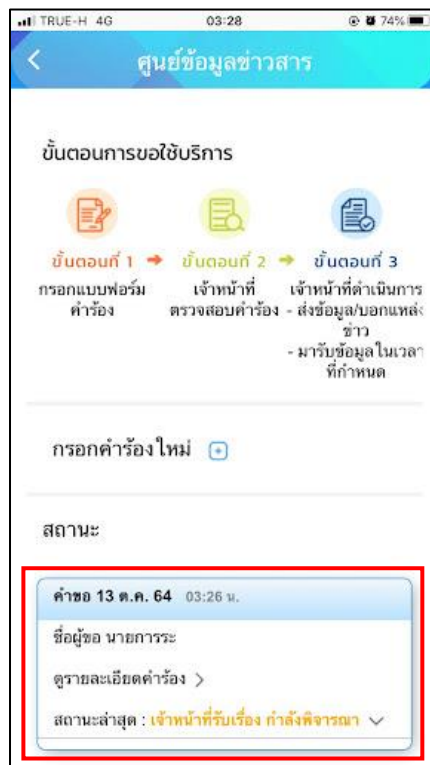 TRUE-H 4G 03:28 74%
ศูนย์ข้อมูลข่าวสาร
ขั้นตอนการขอใช้บริการ
ขั้นตอนที่ 1 ➔ ขั้นตอนที่ 2 ➔ ขั้นตอนที่ 3
กรอกแบบฟอร์ม
คำร้อง
เจ้าหน้าที่
ตรวจสอบคำร้อง
เจ้าหน้าที่ดำเนินการ
- ส่งข้อมูล/บอกแหล่ง
ข่าว
- มารับข้อมูลในเวลา
ที่กำหนด
กรอกคำร้องใหม่
สถานะ
คำขอ 13 ต.ค. 64 03:26 น.
ชื่อผู้ขอ นายการระ
ดูรายละเอียดคำร้อง >
สถานะล่าสุด : เจ้าหน้าที่รับเรื่อง กำลังพิจารณา